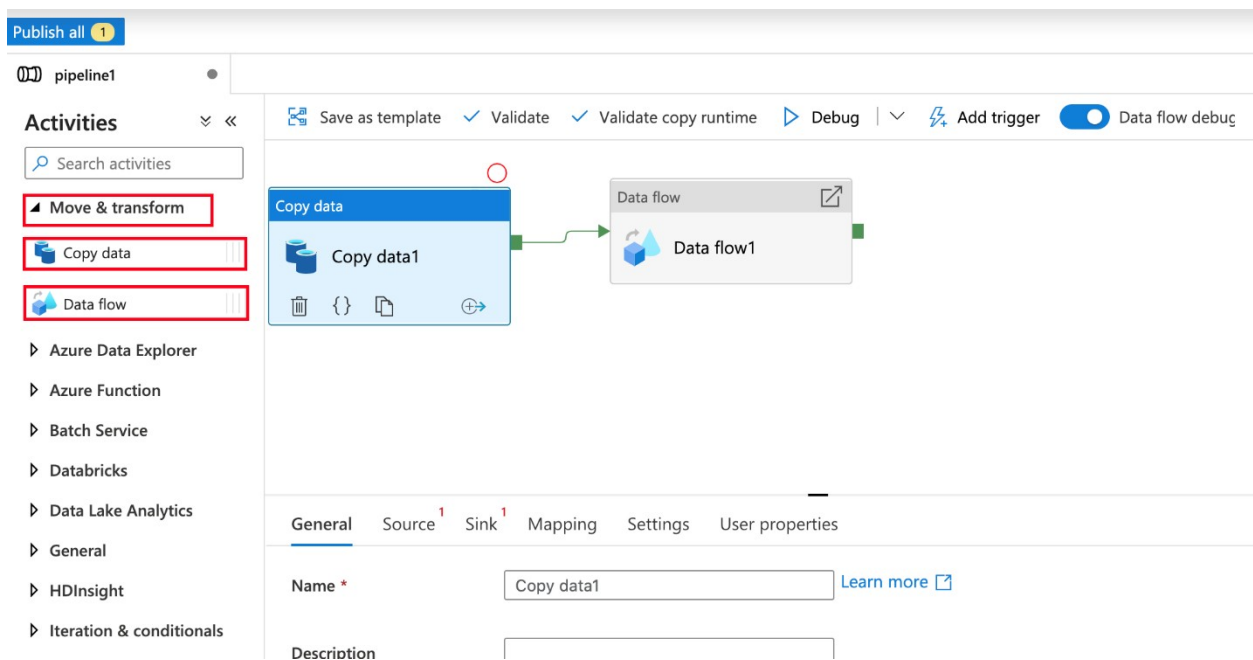 Publish all 1
pipeline1
Activities
Save as template
Validate
Validate copy runtime
Debug
Add trigger
Data flow debug
Search activities
Move & transform
Copy data
Data flow
Azure Data Explorer
Azure Function
Batch Service
Databricks
Data Lake Analytics
General
HDInsight
Iteration & conditionals
Copy data
Copy data1
{}
Data flow
Data flow1
General
Source 1
Sink 1
Mapping
Settings
User properties
Name *
Copy data1
Learn more
Description